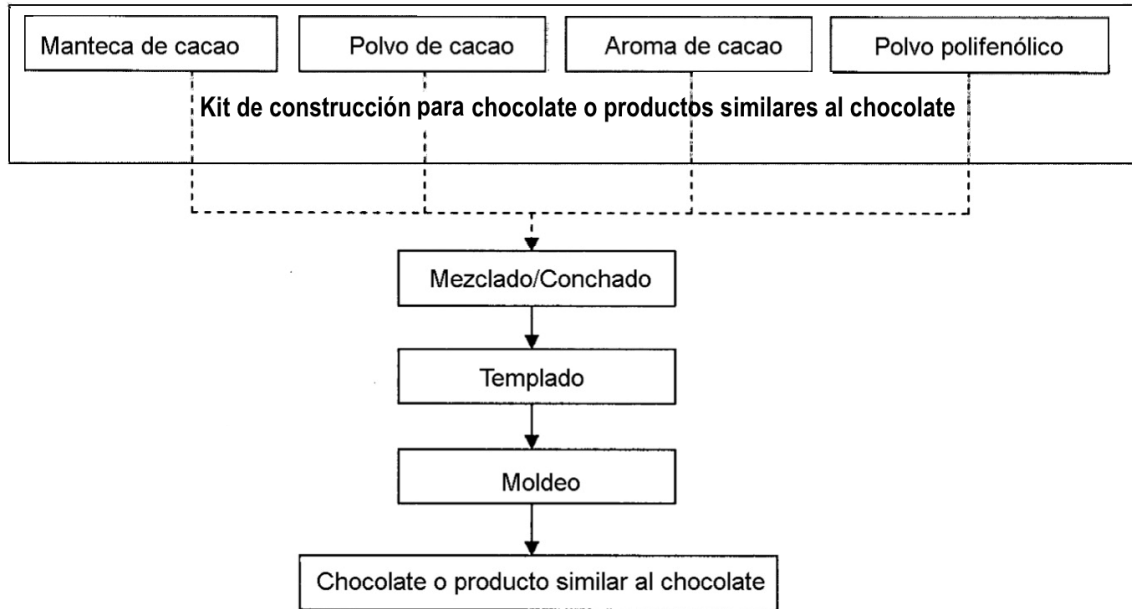 Manteca de cacao
Polvo de cacao
Aroma de cacao
Polvo polifenólico
Kit de construcción para chocolate o productos similares al chocolate
Mezclado/Conchado
Templado
Moldeo
Chocolate o producto similar al chocolate